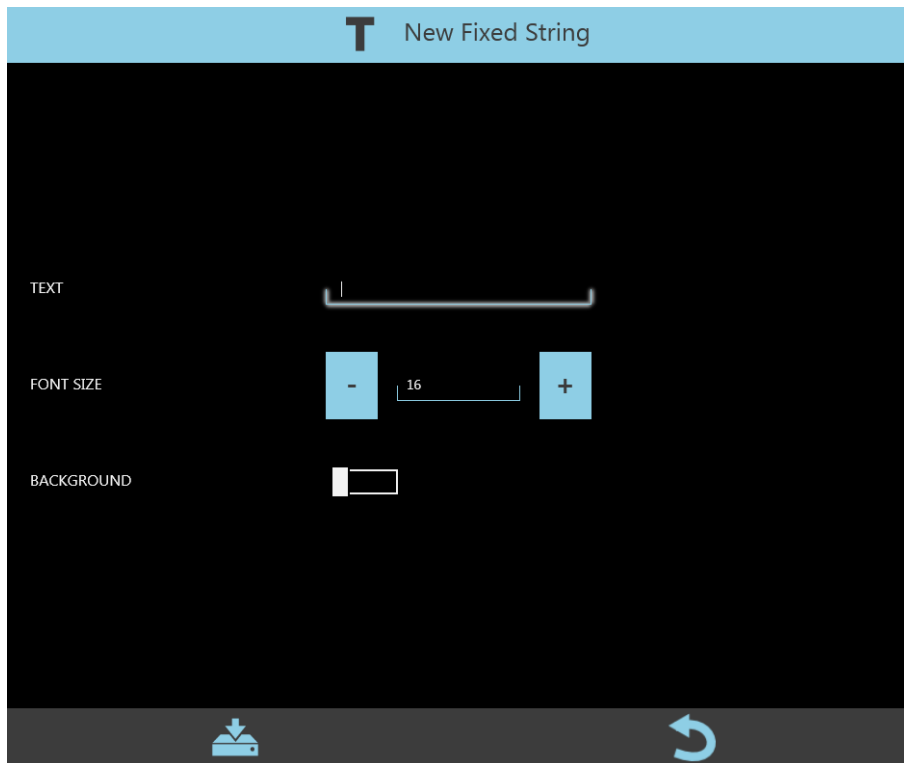 T New Fixed String
TEXT
FONT SIZE - 16 +
BACKGROUND